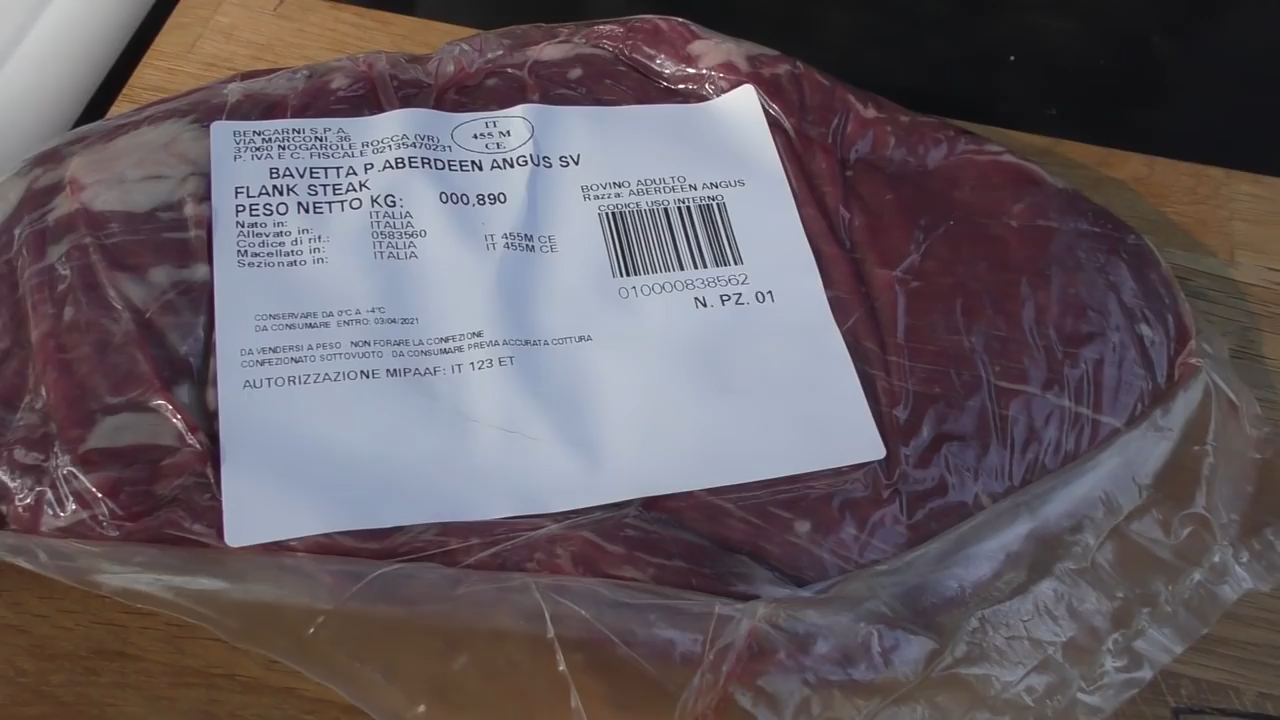 BENCARNI S.P.A.
VIA MARCONI, 36
37060 NOGAROLE ROCCA (VR)
P. IVA E C. FISCALE 02135470231
IT
455 M
CE
BAVETTA P.ABERDEEN ANGUS SV
FLANK STEAK
PESO NETTO KG: 000,890
Nato in: ITALIA
Allevato in: ITALIA
Codice di rif.: 0583560
Macellato in: ITALIA IT 455M CE
Sezionato in: ITALIA IT 455M CE
BOVINO ADULTO
Razza: ABERDEEN ANGUS
CODICE USO INTERNO
010000838562
N. PZ. 01
CONSERVARE DA 0°C A +4°C
DA CONSUMARE ENTRO: 03/04/2021
DA VENDERSI A PESO - NON FORARE LA CONFEZIONE
CONFEZIONATO SOTTOVUOTO - DA CONSUMARE PREVIA ACCURATA COTTURA
AUTORIZZAZIONE MIPAAF: IT 123 ET